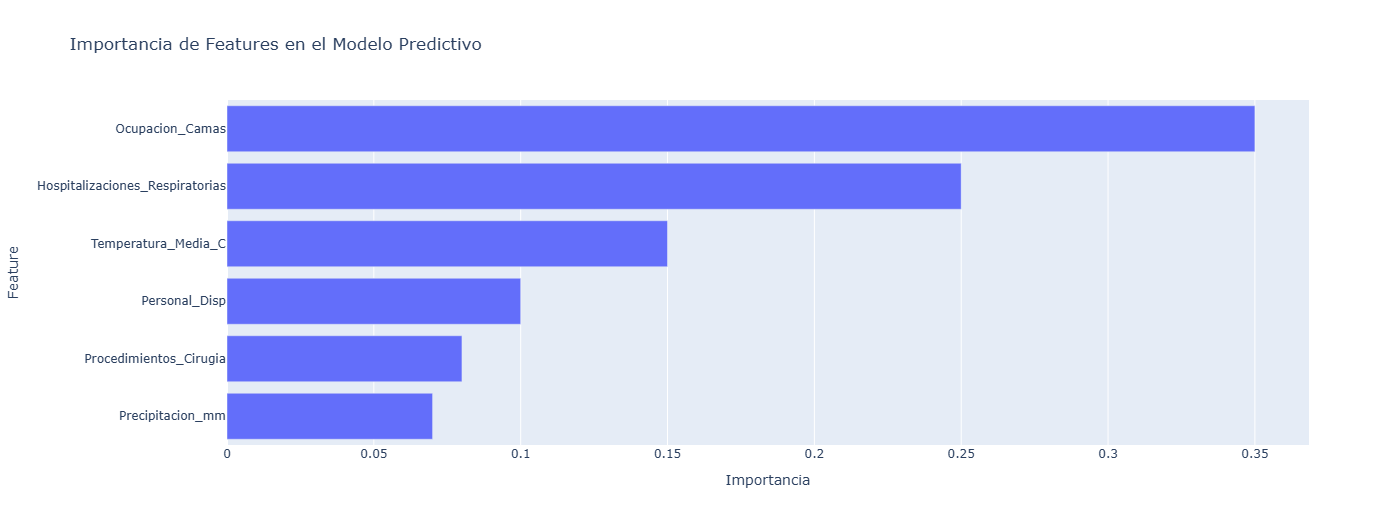 Importancia de Features en el Modelo Predictivo
Feature
Ocupacion_Camas
Hospitalizaciones_Respiratorias
Temperatura_Media_C
Personal_Disp
Procedimientos_Cirugia
Precipitacion_mm
0 0.05 0.1 0.15 0.2 0.25 0.3 0.35
Importancia